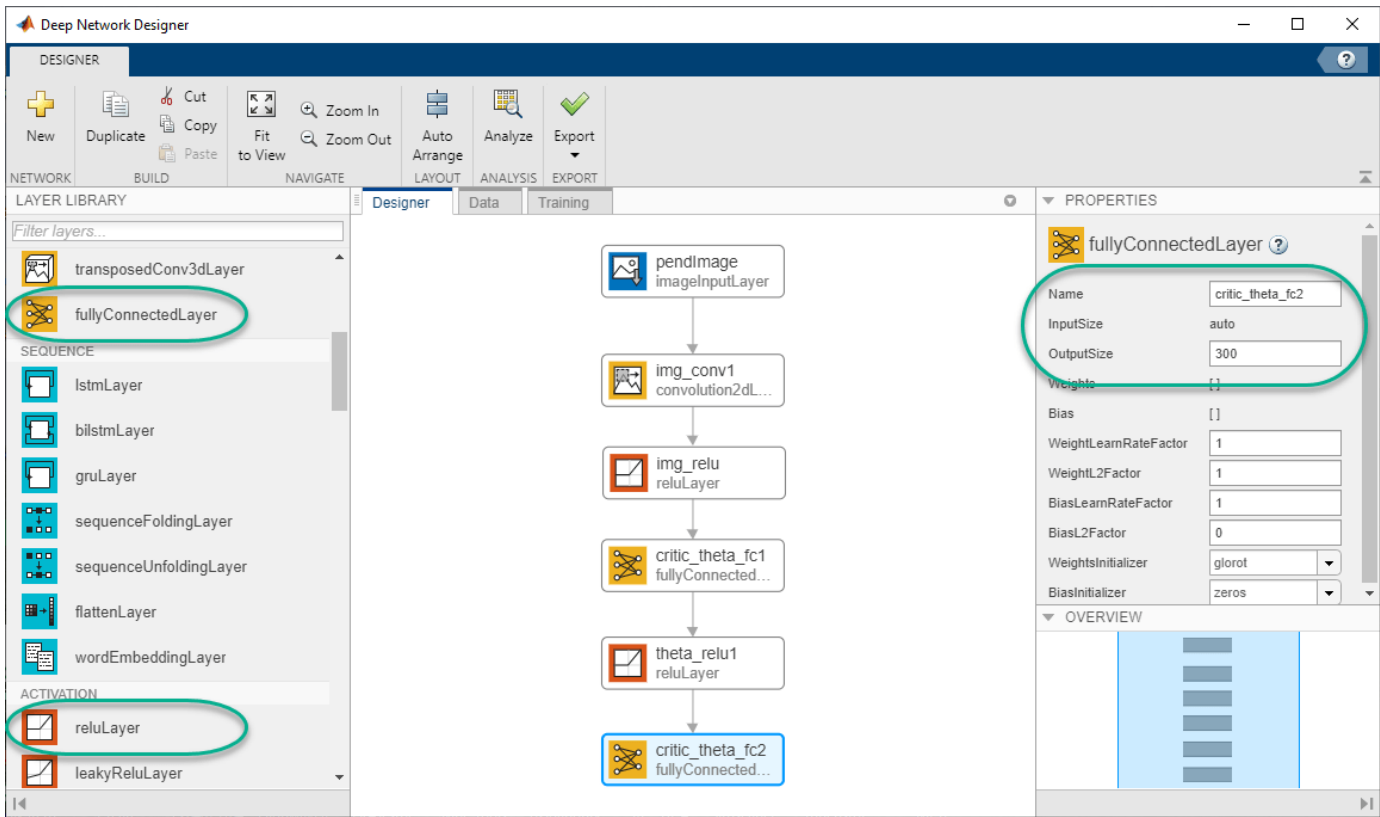 Deep Network Designer
DESIGNER
New
Duplicate
Cut
Copy
Paste
Fit
to View
Zoom In
Zoom Out
Auto
Arrange
Analyze
Export
NETWORK
BUILD
NAVIGATE
LAYOUT
ANALYSIS
EXPORT
LAYER LIBRARY
Filter layers...
transposedConv3dLayer
fullyConnectedLayer
SEQUENCE
lstmLayer
bilstmLayer
gruLayer
sequenceFoldingLayer
sequenceUnfoldingLayer
flattenLayer
wordEmbeddingLayer
ACTIVATION
reluLayer
leakyReluLayer
Designer
Data
Training
pendImage
imageInputLayer
img_conv1
convolution2dL...
img_relu
reluLayer
critic_theta_fc1
fullyConnected...
theta_relu1
reluLayer
critic_theta_fc2
fullyConnected...
PROPERTIES
fullyConnectedLayer ?
Name critic_theta_fc2
InputSize auto
OutputSize 300
Weights [ ]
Bias [ ]
WeightLearnRateFactor 1
WeightL2Factor 1
BiasLearnRateFactor 1
BiasL2Factor 0
WeightsInitializer glorot
BiasInitializer zeros
OVERVIEW